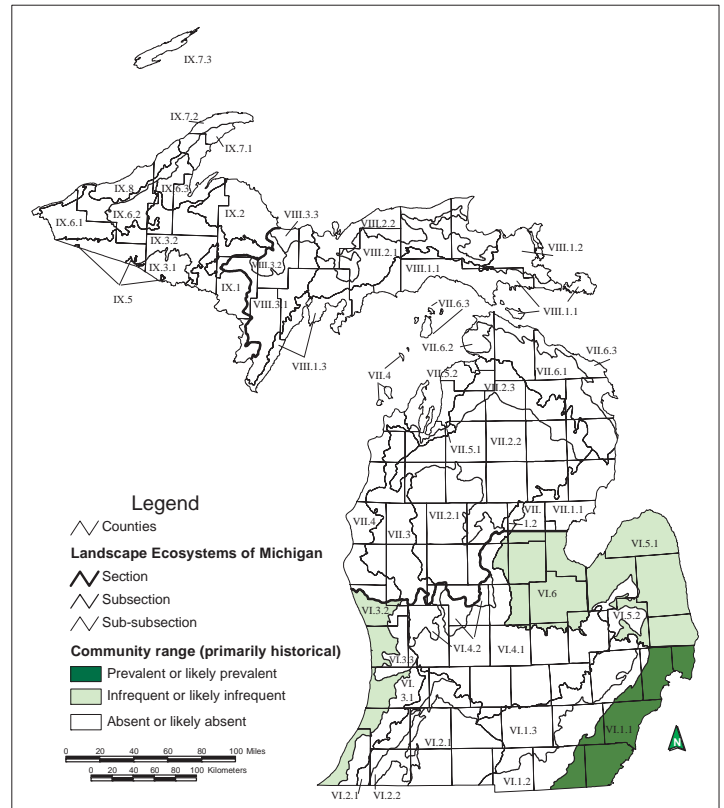 IX.7.3
IX.7.2
IX.7.1
IX.8
IX.6.3
IX.6.1
IX.6.2
IX.2
VIII.3.3
VIII.2.2
IX.3.2
VIII.2.1
VIII.1.2
IX.3.1
VIII.3.2
VIII.1.1
IX.5
IX.1
VIII.3.1
VIII.1.1
VII.6.3
VIII.1.3
VII.6.2
VII.6.3
VII.4
VII.5.2
VII.6.1
VII.2.3
VII.5.1
VII.2.2
VII.4
VII.3
VII.2.1
VII.
1.2
VII.1.1
VI.5.1
VI.6
VI.3.2
VI.5.2
VI.4.2
VI.4.1
VI.3.3
VI.
3.1
VI.1.1
VI.2.1
VI.1.3
VI.1.2
VI.2.1
VI.2.2
Legend
Counties
Landscape Ecosystems of Michigan
Section
Subsection
Sub-subsection
Community range (primarily historical)
Prevalent or likely prevalent
Infrequent or likely infrequent
Absent or likely absent
0 20 40 60 80 100 Miles
0 20 40 60 80 100 Kilometers
N